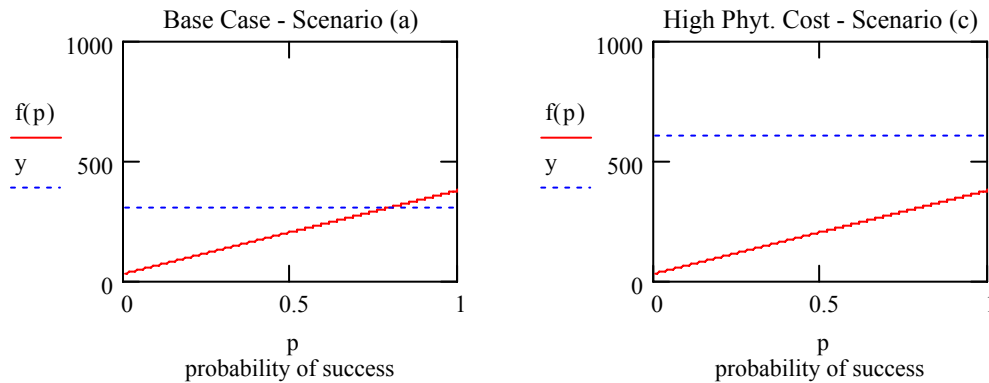 Base Case - Scenario (a)
1000
500
0
f(p)
y
0
0.5
1
p
probability of success
High Phyt. Cost - Scenario (c)
1000
500
0
f(p)
y
0
0.5
1
p
probability of success